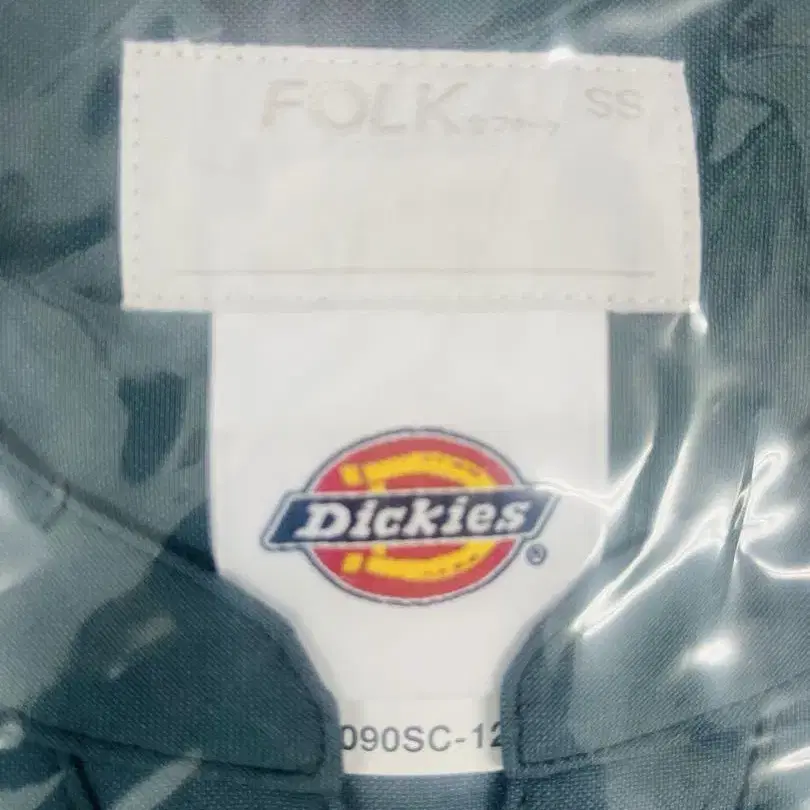 FOLK SS
Dickies
®
090SC-12